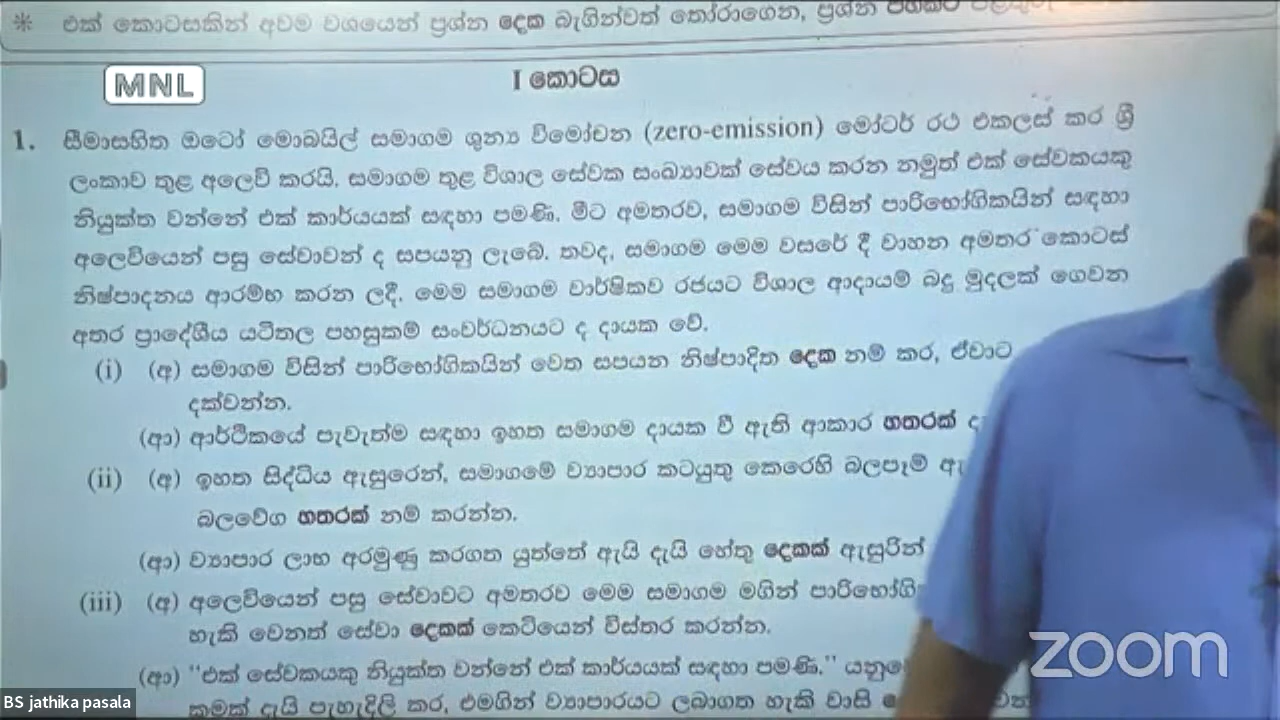 ✳ එක් කොටසකින් අවම වශයෙන් ප්‍රශ්න දෙක බැගින්වත් තෝරාගෙන, ප්‍රශ්න
MNL
I කොටස
1. සීමාසහිත ඔටෝ මොබයිල් සමාගම ශුන්‍ය විමෝචන (zero-emission) මෝටර් රථ එකලස් කර ශ්‍රී
ලංකාව තුළ අලෙවි කරයි. සමාගම තුළ විශාල සේවක සංඛ්‍යාවක් සේවය කරන නමුත් එක් සේවකයකු
නියුක්ත වන්නේ එක් කාර්යයක් සඳහා පමණි. මීට අමතරව, සමාගම විසින් පාරිභෝගිකයින් සඳහා
අලෙවියෙන් පසු සේවාවන් ද සපයනු ලැබේ. තවද, සමාගම මෙම වසරේ දී වාහන අමතර කොටස්
නිෂ්පාදනය ආරම්භ කරන ලදී. මෙම සමාගම වාර්ෂිකව රජයට විශාල ආදායම් බදු මුදලක් ගෙවන
අතර ප්‍රාදේශීය යටිතල පහසුකම් සංවර්ධනයට ද දායක වේ.
(i) (අ) සමාගම විසින් පාරිභෝගිකයින් වෙත සපයන නිෂ්පාදිත දෙක නම් කර, ඒවාට
දක්වන්න.
(ආ) ආර්ථිකයේ පැවැත්ම සඳහා ඉහත සමාගම දායක වී ඇති ආකාර හතරක්
(ii) (අ) ඉහත සිද්ධිය ඇසුරෙන්, සමාගමේ ව්‍යාපාර කටයුතු කෙරෙහි බලපෑම්
බලවේග හතරක් නම් කරන්න.
(ආ) ව්‍යාපාර ලාභ අරමුණු කරගත යුත්තේ ඇයි දැයි හේතු දෙකක් ඇසුරින්
(iii) (අ) අලෙවියෙන් පසු සේවාවට අමතරව මෙම සමාගම මගින්
හැකි වෙනත් සේවා දෙකක් කෙටියෙන් විස්තර කරන්න.
(ආ) "එක් සේවකයකු නියුක්ත වන්නේ එක් කාර්යයක් සඳහා පමණි."
කුමක් දැයි පැහැදිලි කර, එමගින් ව්‍යාපාරයට ලබාගත හැකි වාසි
zoom
BS jathika pasala